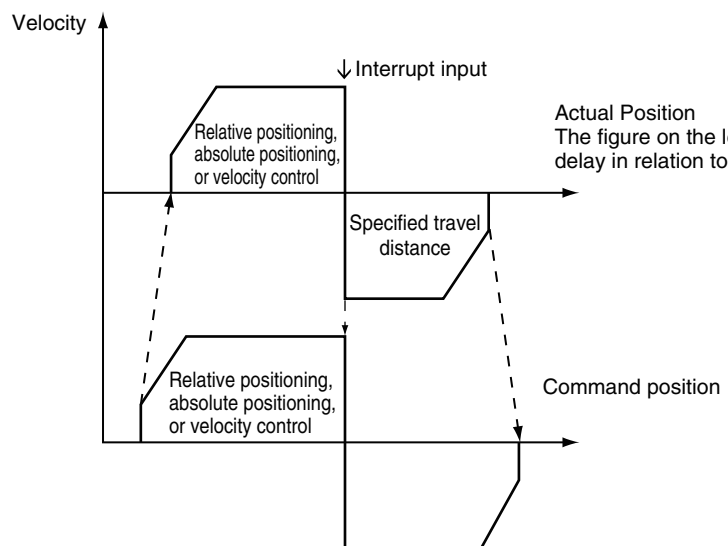 Velocity
Interrupt input
Relative positioning,
absolute positioning,
or velocity control
Actual Position
The figure on the
delay in relation to
Specified travel
distance
Relative positioning,
absolute positioning,
or velocity control
Command position